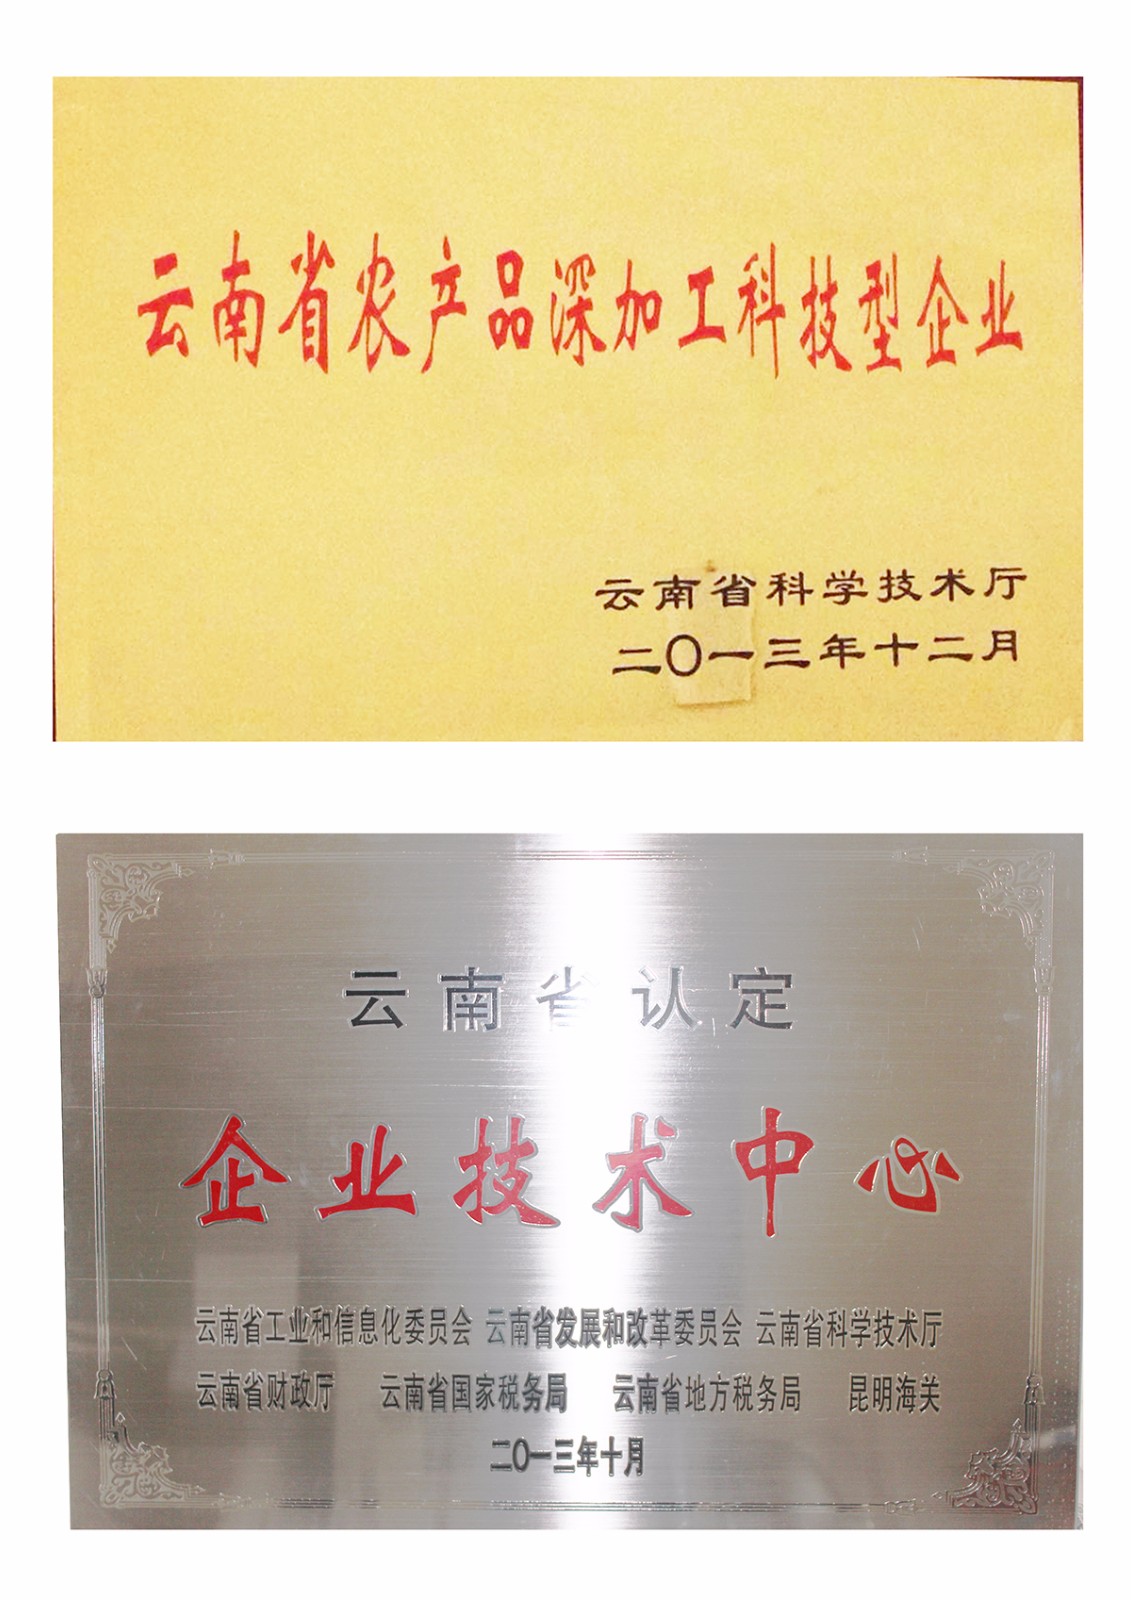 云南省农产品深加工科技型企业
云南省科学技术厅
二〇一三年十二月
云南省认定
企业技术中心
云南省工业和信息化委员会 云南省发展和改革委员会 云南省科学技术厅
云南省财政厅 云南省国家税务局 云南省地方税务局 昆明海关
二〇一三年十月